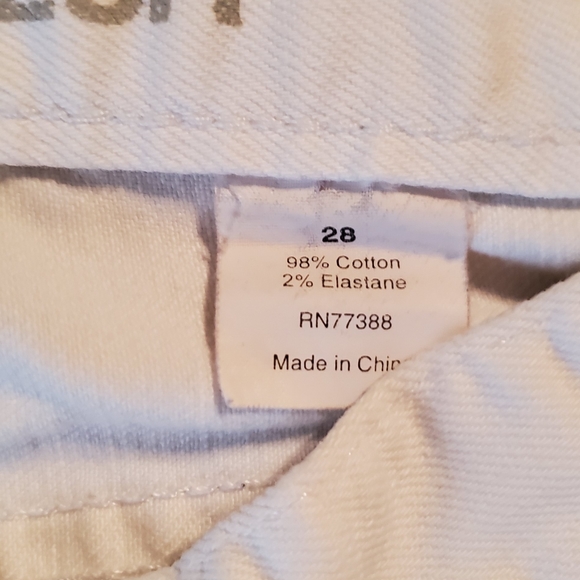 28
98% Cotton
2% Elastane
RN77388
Made in